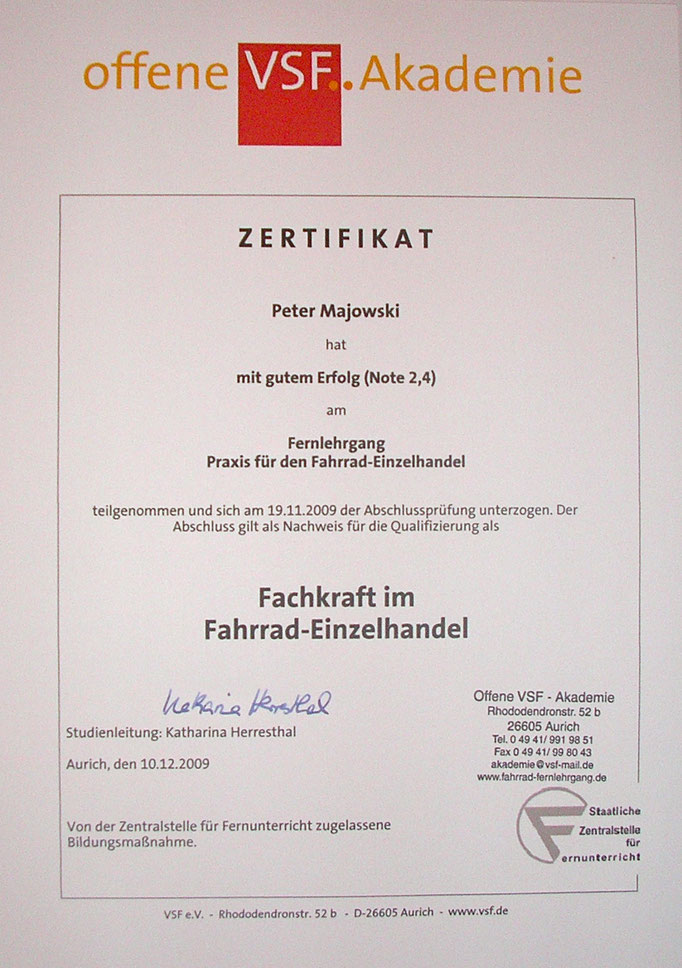 offene VSF.. Akademie
ZERTIFIKAT
Peter Majowski
hat
mit gutem Erfolg (Note 2,4)
am
Fernlehrgang
Praxis für den Fahrrad-Einzelhandel
teilgenommen und sich am 19.11.2009 der Abschlussprüfung unterzogen. Der
Abschluss gilt als Nachweis für die Qualifizierung als
Fachkraft im
Fahrrad-Einzelhandel
Katharina Herresthal
Studienleitung: Katharina Herresthal
Aurich, den 10.12.2009
Offene VSF - Akademie
Rhododendronstr. 52 b
26605 Aurich
Tel. 0 49 41/ 991 98 51
Fax 0 49 41/ 99 80 43
akademie@vsf-mail.de
www.fahrrad-fernlehrgang.de
Staatliche
Zentralstelle
für
Fernunterricht
Von der Zentralstelle für Fernunterricht zugelassene
Bildungsmaßnahme.
VSF e.V. - Rhododendronstr. 52 b - D-26605 Aurich - www.vsf.de